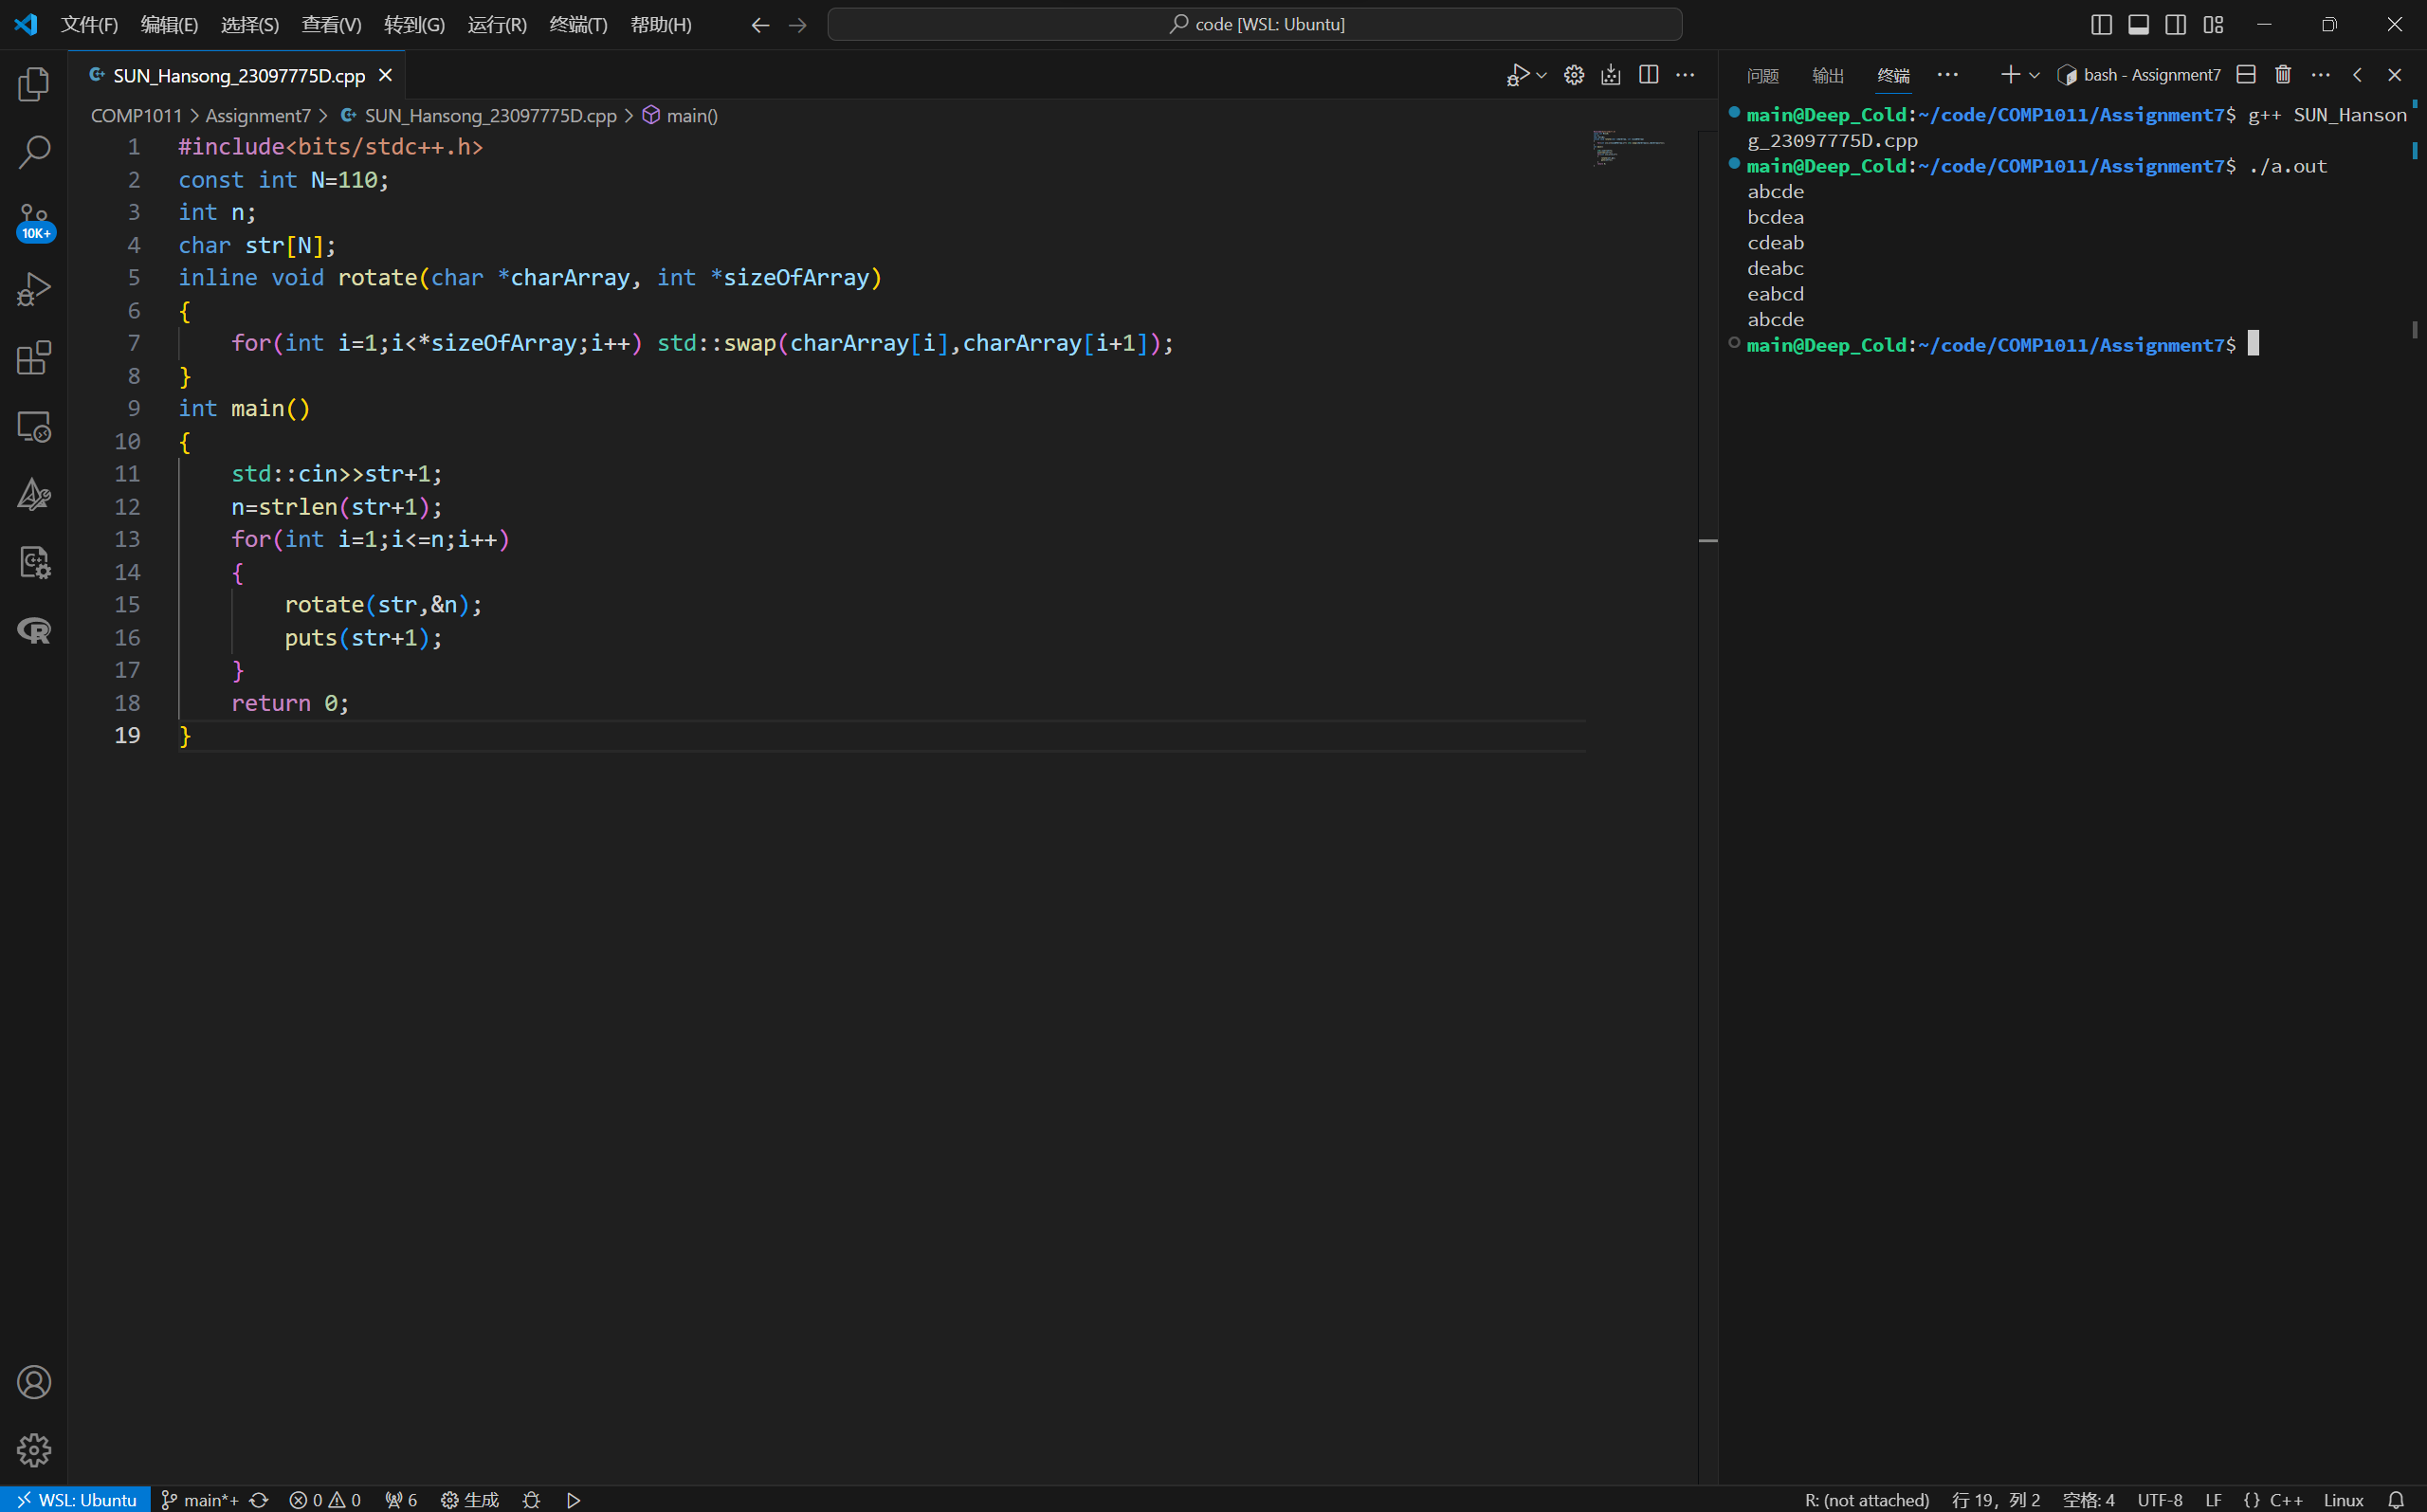 文件(F) 编辑(E) 选择(S) 查看(V) 转到(G) 运行(R) 终端(T) 帮助(H) code [WSL: Ubuntu]
SUN_Hansong_23097775D.cpp
COMP1011 > Assignment7 > SUN_Hansong_23097775D.cpp > main()
1 #include<bits/stdc++.h>
2 const int N=110;
3 int n;
4 char str[N];
5 inline void rotate(char *charArray, int *sizeOfArray)
6 {
7     for(int i=1;i<*sizeOfArray;i++) std::swap(charArray[i],charArray[i+1]);
8 }
9 int main()
10 {
11     std::cin>>str+1;
12     n=strlen(str+1);
13     for(int i=1;i<=n;i++)
14     {
15         rotate(str,&n);
16         puts(str+1);
17     }
18     return 0;
19 }
10K+
问题 输出 终端 bash - Assignment7
main@Deep_Cold:~/code/COMP1011/Assignment7$ g++ SUN_Hanson
g_23097775D.cpp
main@Deep_Cold:~/code/COMP1011/Assignment7$ ./a.out
abcde
bcdea
cdeab
deabc
eabcd
abcde
main@Deep_Cold:~/code/COMP1011/Assignment7$
WSL: Ubuntu main*+ 0 0 6 生成 R: (not attached) 行 19，列 2 空格: 4 UTF-8 LF {} C++ Linux